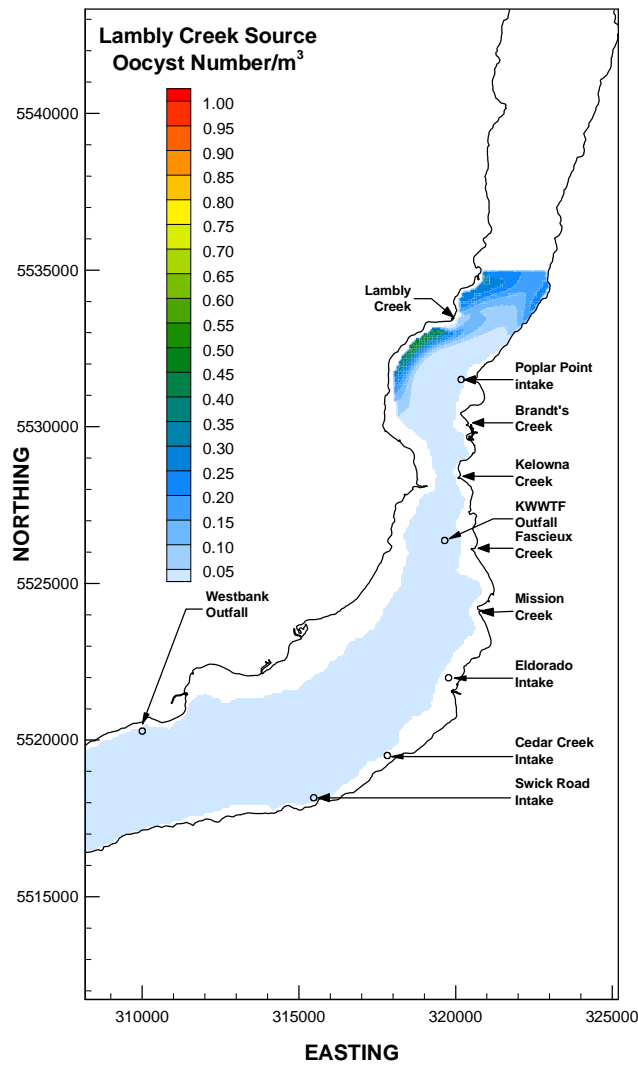 Lambly Creek Source
Oocyst Number/m³
1.00
0.95
0.90
0.85
0.80
0.75
0.70
0.65
0.60
0.55
0.50
0.45
0.40
0.35
0.30
0.25
0.20
0.15
0.10
0.05
5540000
5535000
5530000
5525000
5520000
5515000
NORTHING
Lambly
Creek
Poplar Point
intake
Brandt's
Creek
Kelowna
Creek
KWWTF
Outfall
Fascieux
Creek
Westbank
Outfall
Mission
Creek
Eldorado
Intake
Cedar Creek
Intake
Swick Road
Intake
310000
315000
320000
325000
EASTING